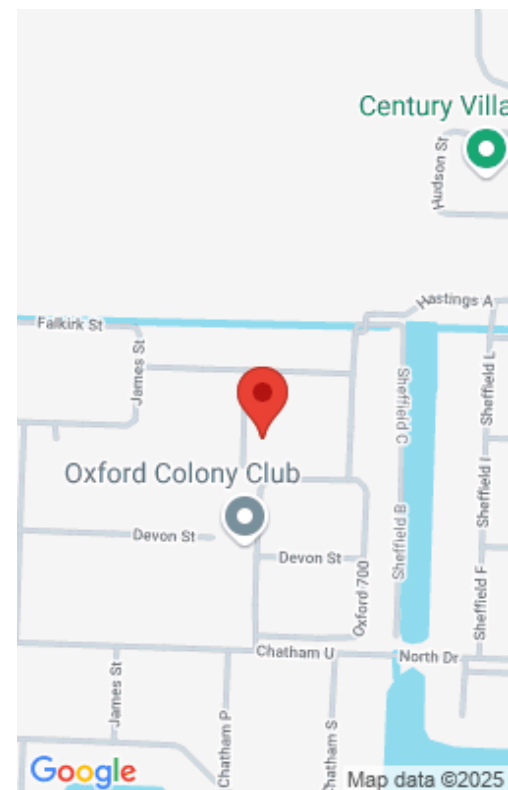 Century Villa
Hudson St
Hastings A
Falkirk St
James St
Sheffield C
Sheffield L
Oxford Colony Club
Sheffield I
Devon St
Devon St
Sheffield B
Oxford 700
Sheffield F
Chatham U
North Dr
James St
Chatham P
Chatham S
Google
Map data ©2025